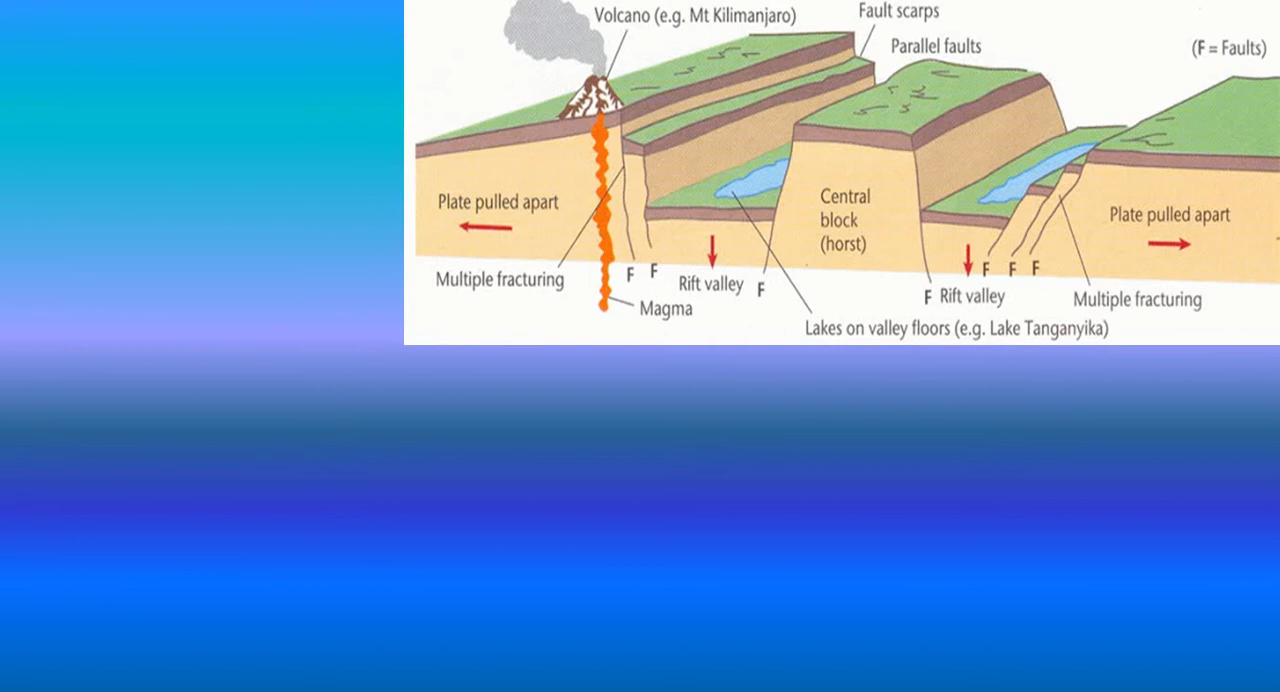 Volcano (e.g. Mt Kilimanjaro)
Fault scarps
Parallel faults
(F = Faults)
Plate pulled apart
Central
block
(horst)
Plate pulled apart
Multiple fracturing
F
F
Rift valley
F
F
F
F
F
Rift valley
Multiple fracturing
Magma
Lakes on valley floors (e.g. Lake Tanganyika)